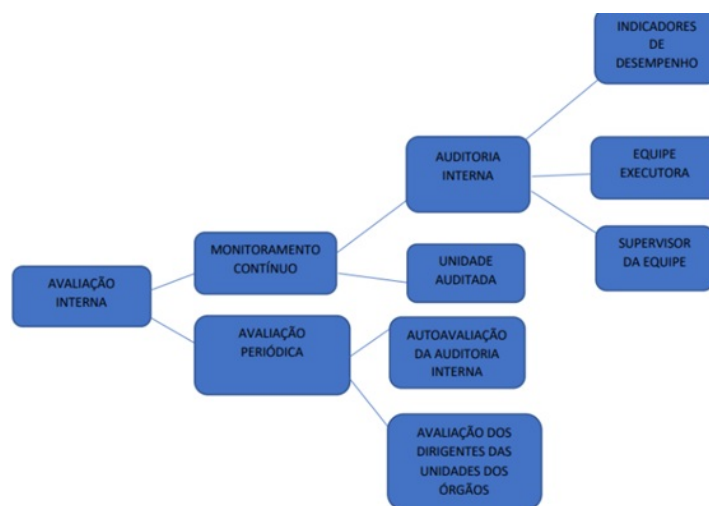 INDICADORES
DE
DESEMPENHO
AUDITORIA
INTERNA
EQUIPE
EXECUTORA
SUPERVISOR
DA EQUIPE
MONITORAMENTO
CONTÍNUO
UNIDADE
AUDITADA
AVALIAÇÃO
INTERNA
AVALIAÇÃO
PERIÓDICA
AUTOAVALIAÇÃO
DA AUDITORIA
INTERNA
AVALIAÇÃO DOS
DIRIGENTES DAS
UNIDADES DOS
ÓRGÃOS